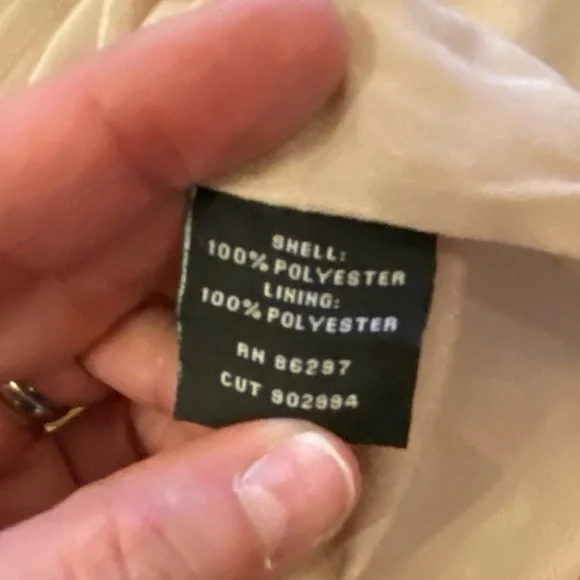 SHELL:
100% POLYESTER
LINING:
100% POLYESTER
RN 86297
CUT 902994